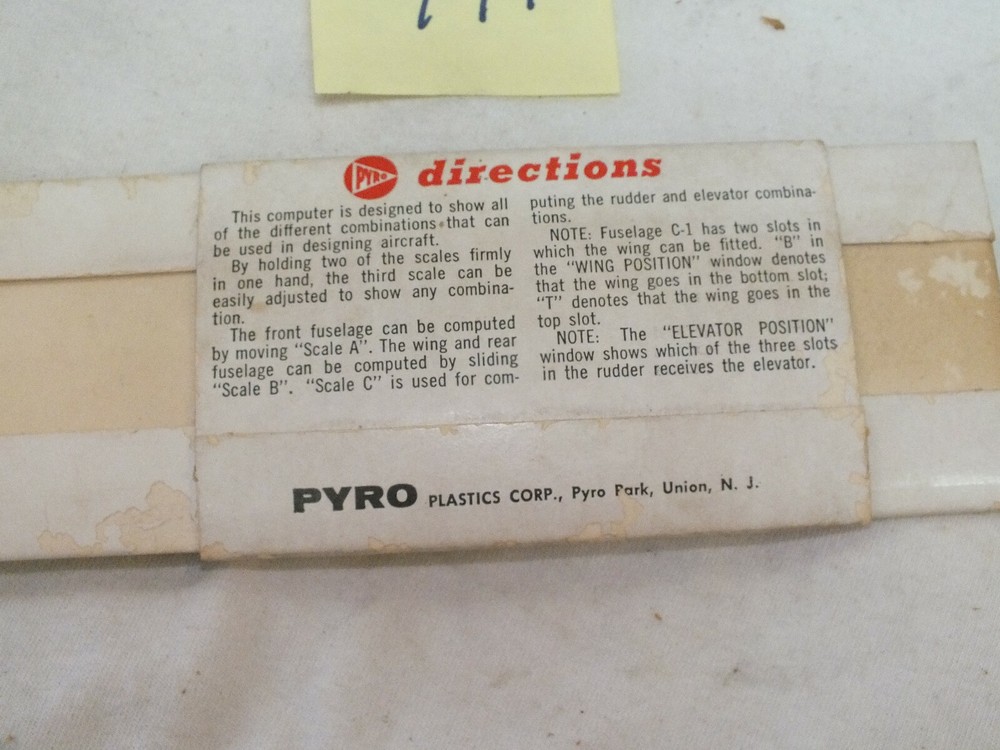 PYRO directions
This computer is designed to show all
of the different combinations that can
be used in designing aircraft.
By holding two of the scales firmly
in one hand, the third scale can be
easily adjusted to show any combina-
tion.
The front fuselage can be computed
by moving "Scale A". The wing and rear
fuselage can be computed by sliding
"Scale B". "Scale C" is used for com-
puting the rudder and elevator combina-
tions.
NOTE: Fuselage C-1 has two slots in
which the wing can be fitted. "B" in
the "WING POSITION" window denotes
that the wing goes in the bottom slot;
"T" denotes that the wing goes in the
top slot.
NOTE: The "ELEVATOR POSITION"
window shows which of the three slots
in the rudder receives the elevator.
PYRO PLASTICS CORP., Pyro Park, Union, N. J.